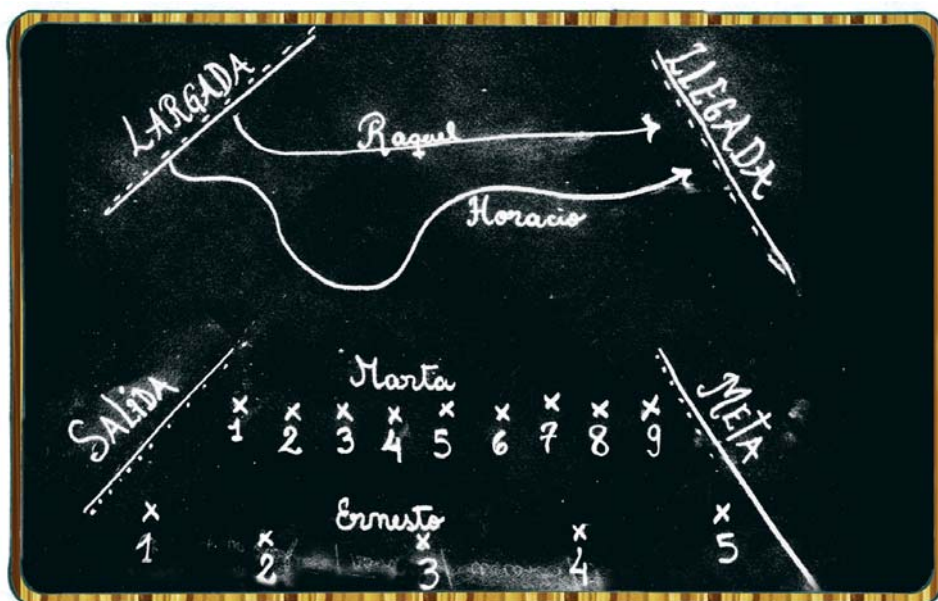 LARGADA
LLEGADA
Raquel
Horacio
SALIDA
Marta
META
1 2 3 4 5 6 7 8 9
Ernesto
1 2 3 4 5